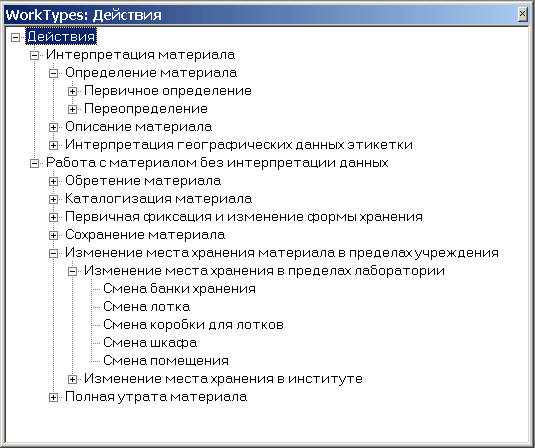 WorkTypes: Действия
Действия
Интерпретация материала
Определение материала
Первичное определение
Переопределение
Описание материала
Интерпретация географических данных этикетки
Работа с материалом без интерпретации данных
Обретение материала
Каталогизация материала
Первичная фиксация и изменение формы хранения
Сохранение материала
Изменение места хранения материала в пределах учреждения
Изменение места хранения в пределах лаборатории
Смена банки хранения
Смена лотка
Смена коробки для лотков
Смена шкафа
Смена помещения
Изменение места хранения в институте
Полная утрата материала